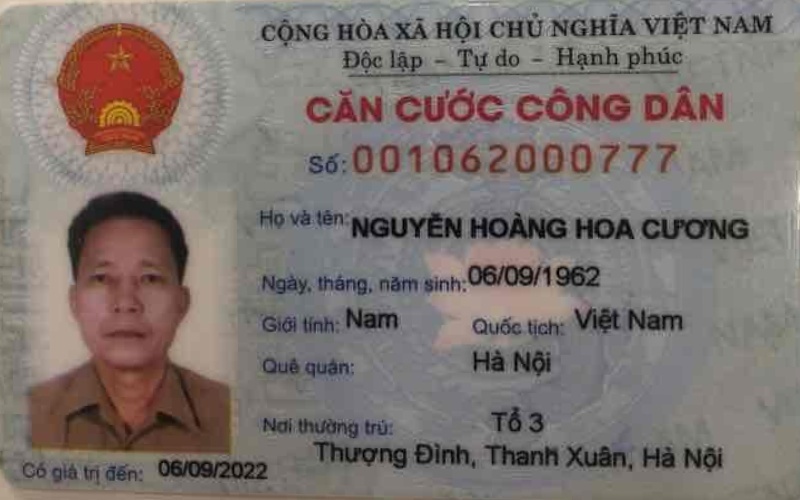 CỘNG HÒA XÃ HỘI CHỦ NGHĨA VIỆT NAM
Độc lập - Tự do - Hạnh phúc
CĂN CƯỚC CÔNG DÂN
Số: 001062000777
Họ và tên: NGUYỄN HOÀNG HOA CƯƠNG
Ngày, tháng, năm sinh: 06/09/1962
Giới tính: Nam Quốc tịch: Việt Nam
Quê quán: Hà Nội
Nơi thường trú: Tổ 3
Thượng Đình, Thanh Xuân, Hà Nội
Có giá trị đến: 06/09/2022